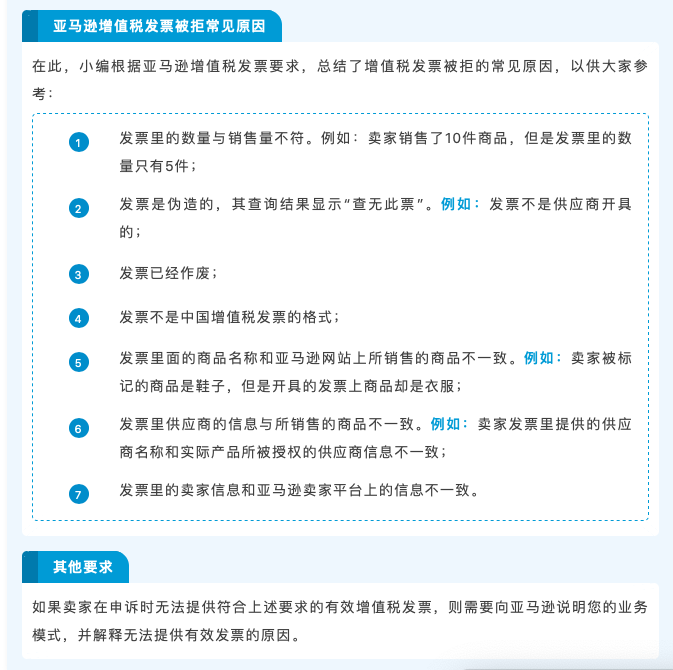 亚马逊增值税发票被拒常见原因
在此，小编根据亚马逊增值税发票要求，总结了增值税发票被拒的常见原因，以供大家参
考：
1 发票里的数量与销售量不符。例如：卖家销售了10件商品，但是发票里的数
量只有5件；
2 发票是伪造的，其查询结果显示“查无此票”。例如：发票不是供应商开具
的；
3 发票已经作废；
4 发票不是中国增值税发票的格式；
5 发票里面的商品名称和亚马逊网站上所销售的商品不一致。例如：卖家被标
记的商品是鞋子，但是开具的发票上商品却是衣服；
6 发票里供应商的信息与所销售的商品不一致。例如：卖家发票里提供的供应
商名称和实际产品所被授权的供应商信息不一致；
7 发票里的卖家信息和亚马逊卖家平台上的信息不一致。
其他要求
如果卖家在申诉时无法提供符合上述要求的有效增值税发票，则需要向亚马逊说明您的业务
模式，并解释无法提供有效发票的原因。